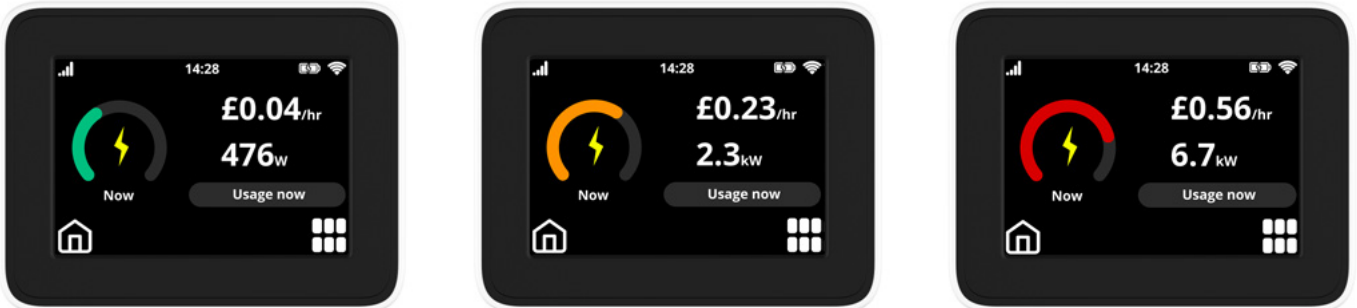 14:28
£0.04/hr
476W
Now
Usage now
14:28
£0.23/hr
2.3kW
Now
Usage now
14:28
£0.56/hr
6.7kW
Now
Usage now